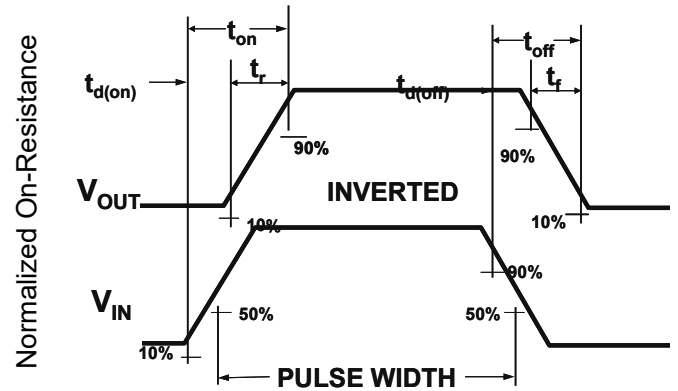 Normalized On-Resistance
t_on
t_off
t_d(on)
t_r
t_d(off)
t_f
90%
90%
V_OUT
INVERTED
10%
10%
90%
V_IN
50%
50%
10%
PULSE WIDTH